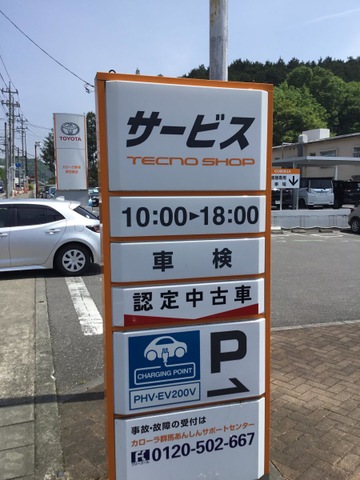 サービス
TECNO SHOP
10:00▶18:00
車検
認定中古車
CHARGING POINT
PHV・EV200V
P
事故・故障の受付は
カローラ群馬あんしんサポートセンター
0120-502-667
TOYOTA